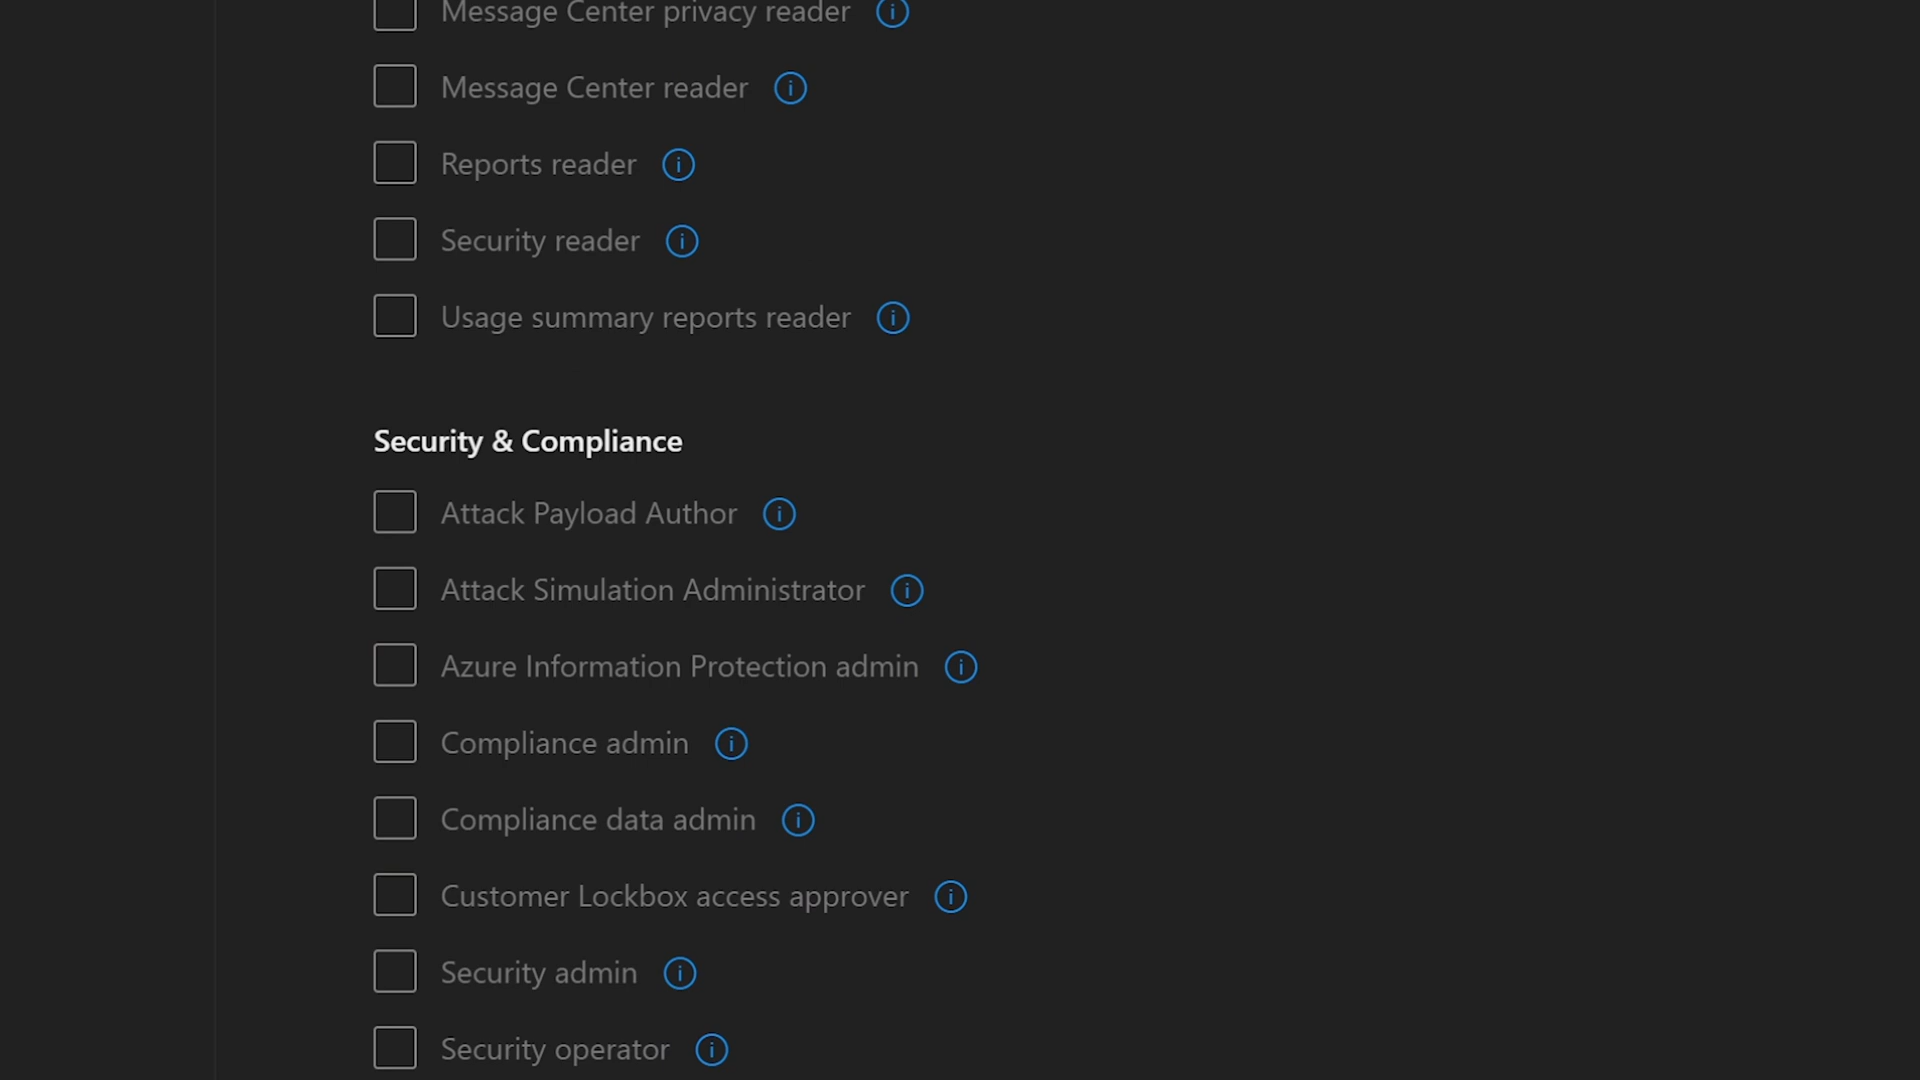 Message Center privacy reader
Message Center reader
Reports reader
Security reader
Usage summary reports reader
Security & Compliance
Attack Payload Author
Attack Simulation Administrator
Azure Information Protection admin
Compliance admin
Compliance data admin
Customer Lockbox access approver
Security admin
Security operator